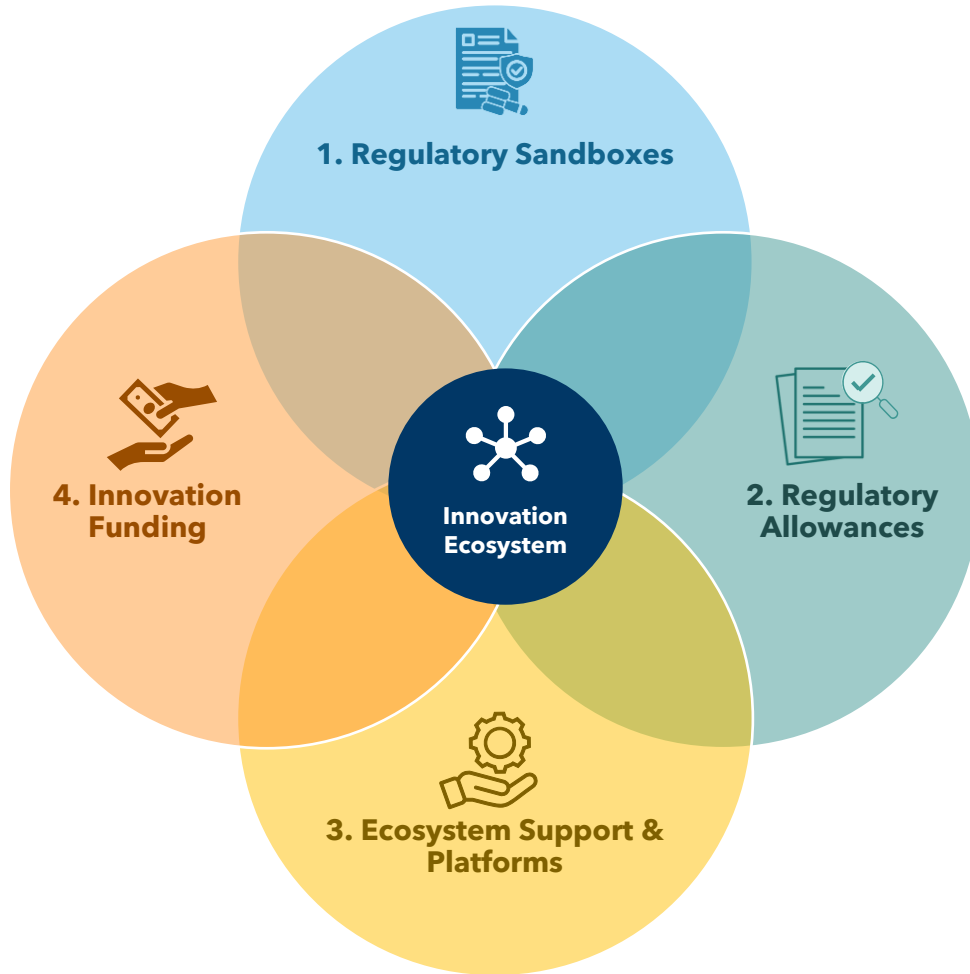 1. Regulatory Sandboxes
2. Regulatory
Allowances
3. Ecosystem Support &
Platforms
4. Innovation
Funding
Innovation
Ecosystem